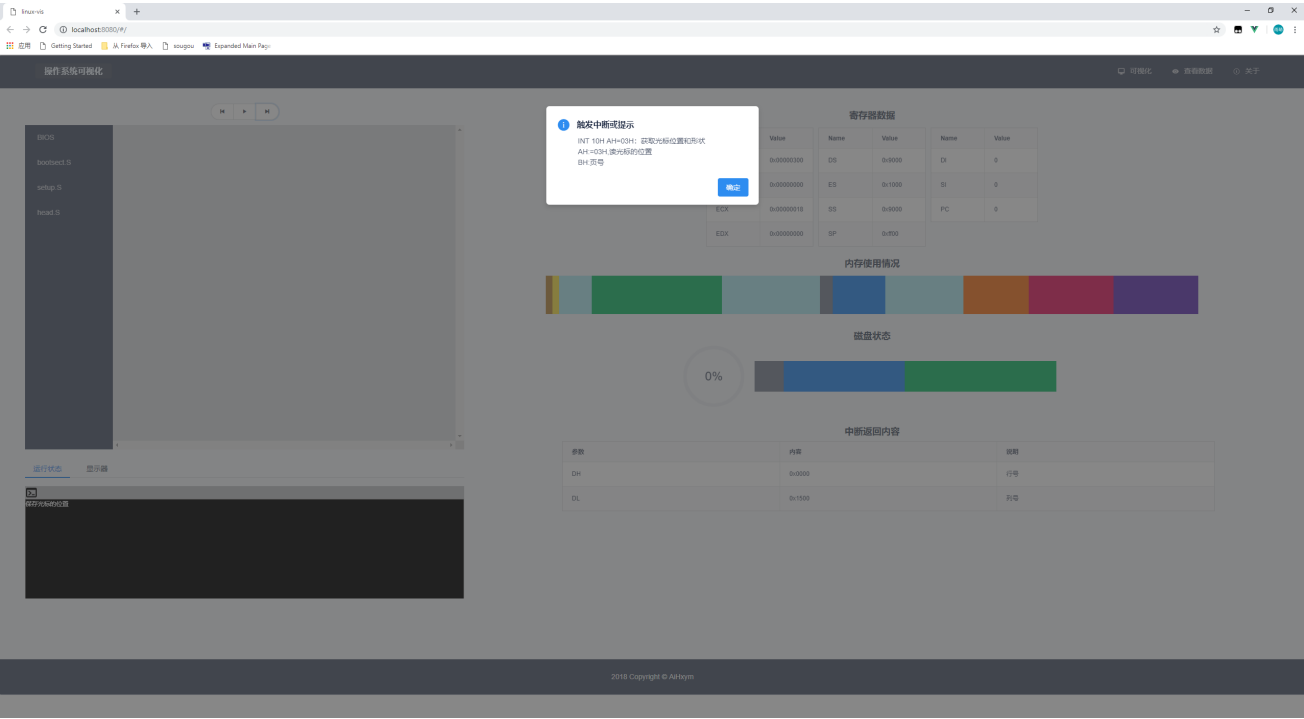 linux-vis
localhost:8080/#/
应用 Getting Started 从 Firefox 导入 sougou Expanded Main Page
操作系统可视化 可视化 查看数据 关于
BIOS
bootsect.S
setup.S
head.S
触发中断或提示
INT 10H AH=03H：获取光标位置和形状
AH:=03H,读光标的位置
BH:页号
确定
寄存器数据
Value Name Value Name Value
0x00000300 DS 0x9000 DI 0
0x00000000 ES 0x1000 SI 0
ECX 0x00000018 SS 0x9000 PC 0
EDX 0x00000000 SP 0xff00
内存使用情况
磁盘状态
0%
中断返回内容
参数 内容 说明
DH 0x0000 行号
DL 0x1500 列号
运行状态 显示器
保存光标的位置
2018 Copyright © AiHxym